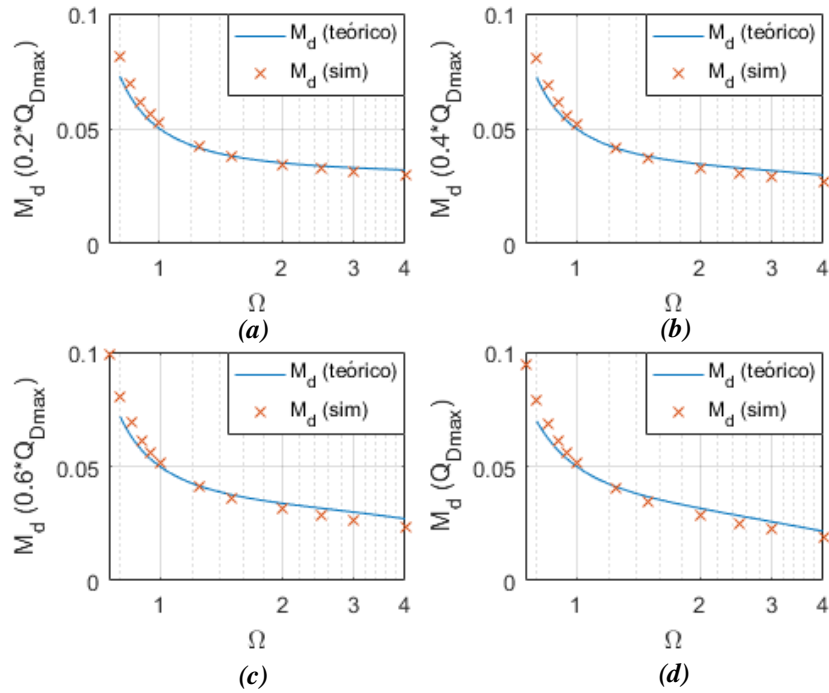 M_d (0.2*Q_Dmax)
0.1
0.05
0
M_d (teórico)
M_d (sim)
1 2 3 4
Ω
(a)
M_d (0.4*Q_Dmax)
0.1
0.05
0
M_d (teórico)
M_d (sim)
1 2 3 4
Ω
(b)
M_d (0.6*Q_Dmax)
0.1
0.05
0
M_d (teórico)
M_d (sim)
1 2 3 4
Ω
(c)
M_d (Q_Dmax)
0.1
0.05
0
M_d (teórico)
M_d (sim)
1 2 3 4
Ω
(d)